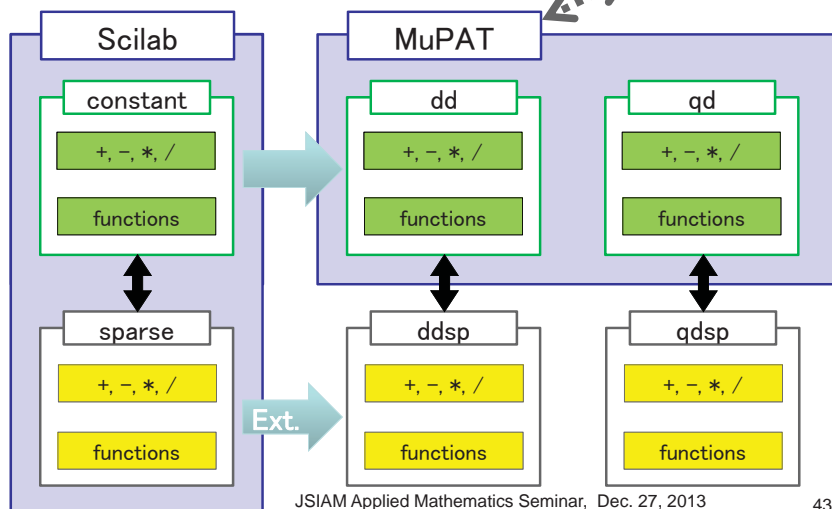 Scilab
MuPAT
constant
dd
qd
+, −, *, /
+, −, *, /
+, −, *, /
functions
functions
functions
sparse
ddsp
qdsp
+, −, *, /
+, −, *, /
+, −, *, /
Ext.
functions
functions
functions
JSIAM Applied Mathematics Seminar, Dec. 27, 2013
43